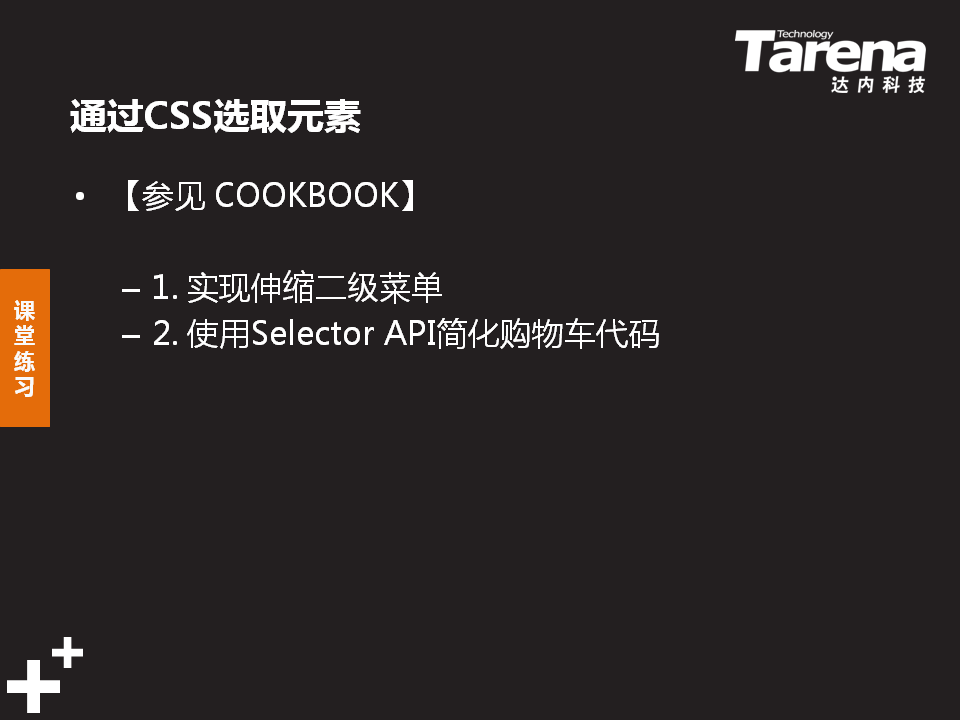 Technology
Tarena
达内科技
通过CSS选取元素
• 【参见 COOKBOOK】
– 1. 实现伸缩二级菜单
– 2. 使用Selector API简化购物车代码
课堂练习